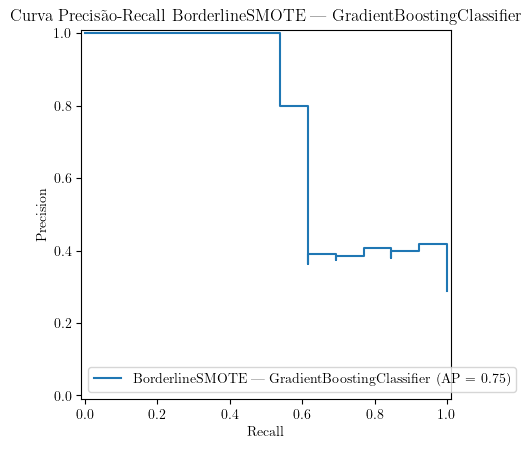 Curva Precisão-Recall BorderlineSMOTE — GradientBoostingClassifier
1.0
0.8
0.6
0.4
0.2
0.0
Precision
BorderlineSMOTE — GradientBoostingClassifier (AP = 0.75)
0.0 0.2 0.4 0.6 0.8 1.0
Recall